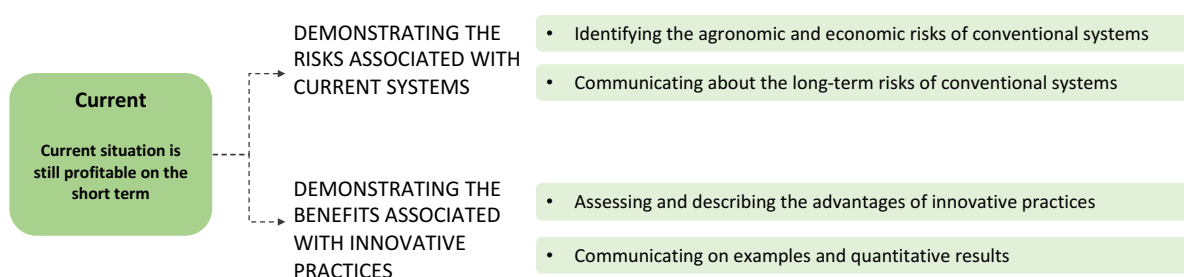 Current
Current situation is
still profitable on the
short term
DEMONSTRATING THE
RISKS ASSOCIATED WITH
CURRENT SYSTEMS
• Identifying the agronomic and economic risks of conventional systems
• Communicating about the long-term risks of conventional systems
DEMONSTRATING THE
BENEFITS ASSOCIATED
WITH INNOVATIVE
PRACTICES
• Assessing and describing the advantages of innovative practices
• Communicating on examples and quantitative results